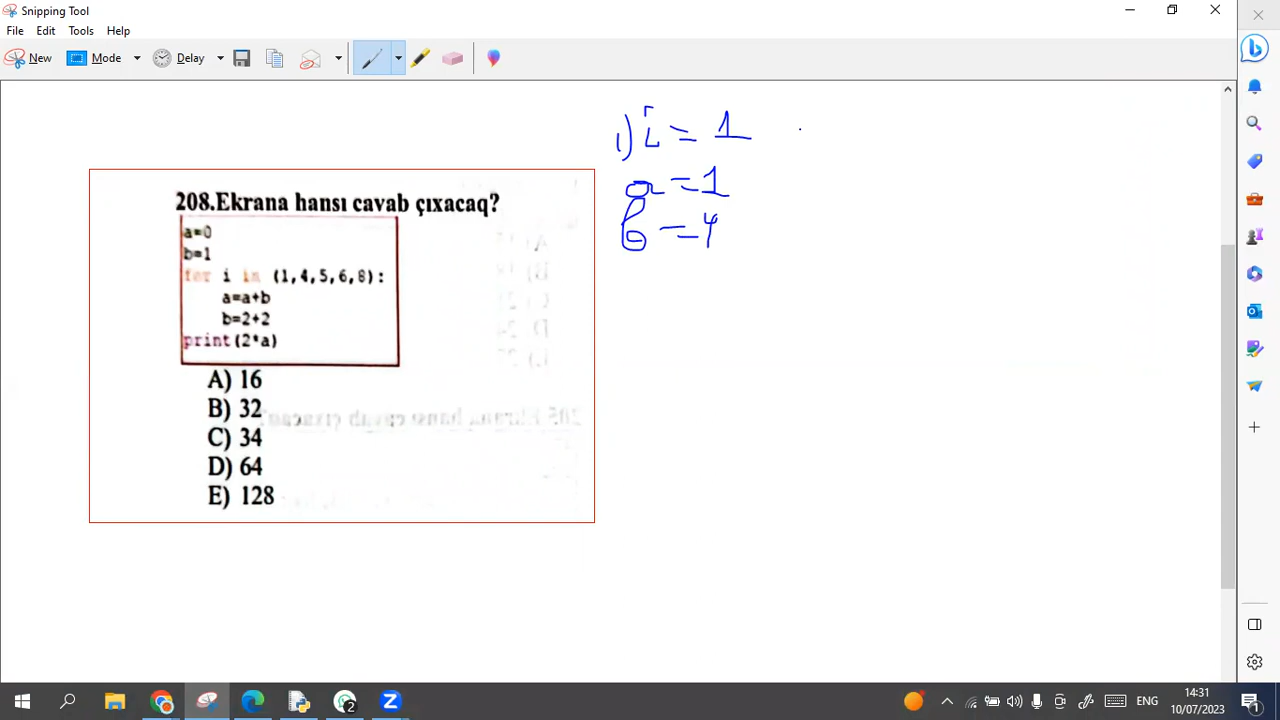 Snipping Tool
File Edit Tools Help
New Mode Delay
1) i = 1
a = 1
b = 4
208.Ekrana hansı cavab çıxacaq?
a=0
b=1
for i in (1,4,5,6,8):
a=a+b
b=2+2
print(2*a)
A) 16
B) 32
C) 34
D) 64
E) 128
ENG
14:31
10/07/2023